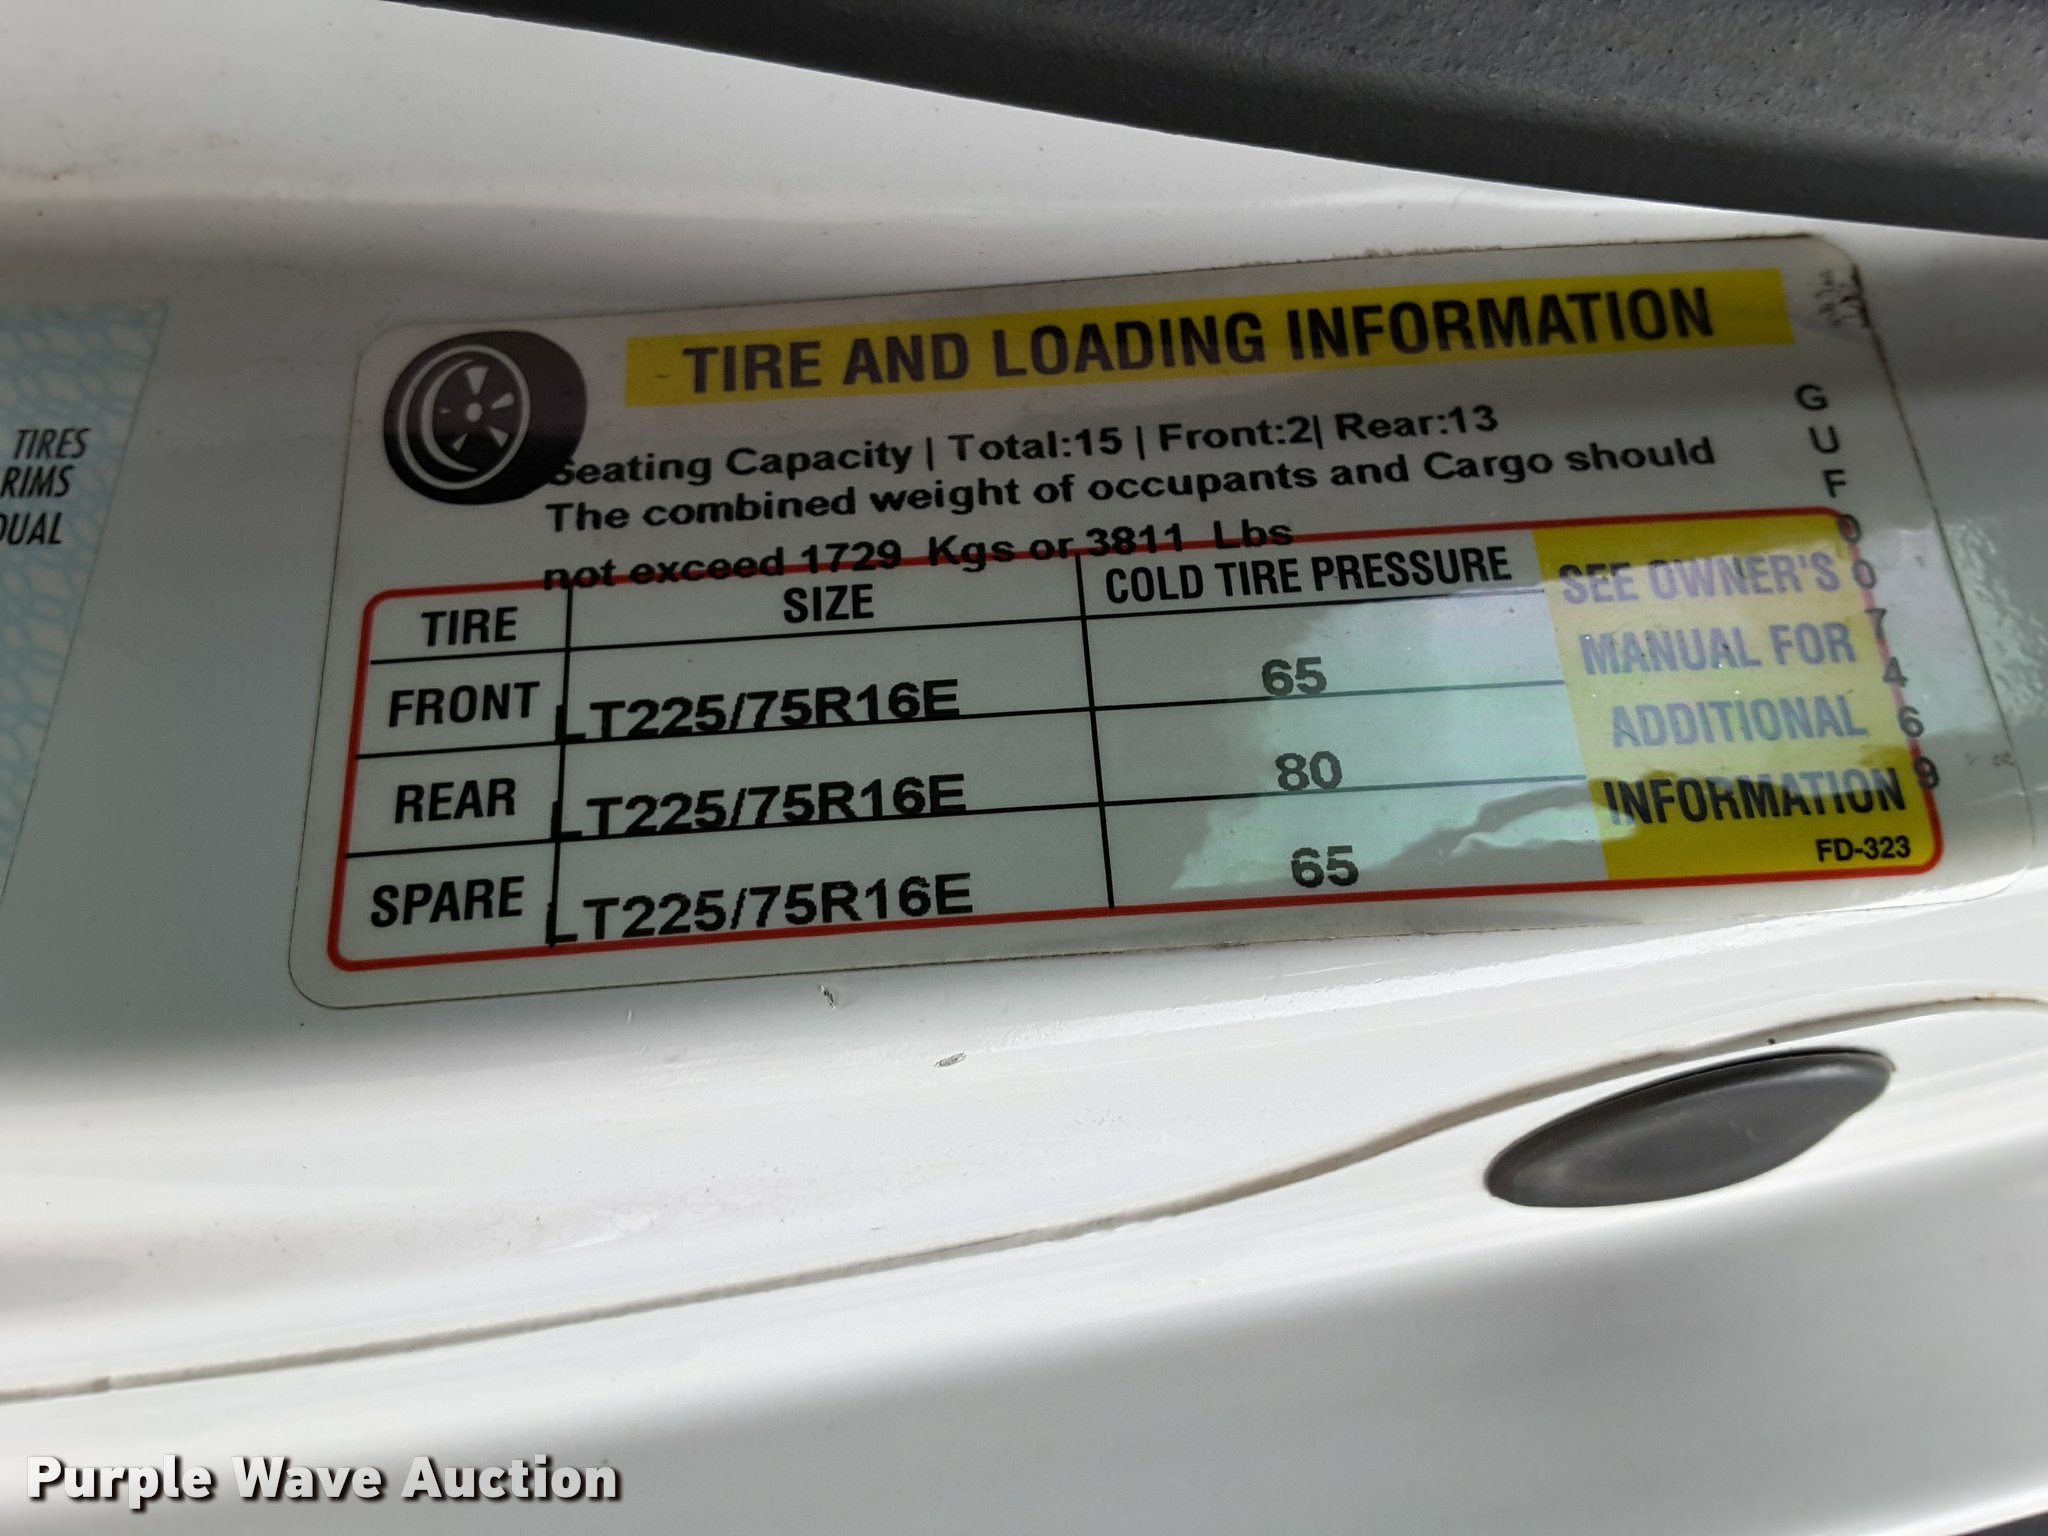 TIRES
RIMS
DUAL
TIRE AND LOADING INFORMATION
Seating Capacity | Total:15 | Front:2| Rear:13
The combined weight of occupants and Cargo should
not exceed 1729 Kgs or 3811 Lbs
TIRE SIZE COLD TIRE PRESSURE
FRONT LT225/75R16E 65
REAR LT225/75R16E 80
SPARE LT225/75R16E 65
SEE OWNER'S
MANUAL FOR
ADDITIONAL
INFORMATION
FD-323
GUF007469
Purple Wave Auction